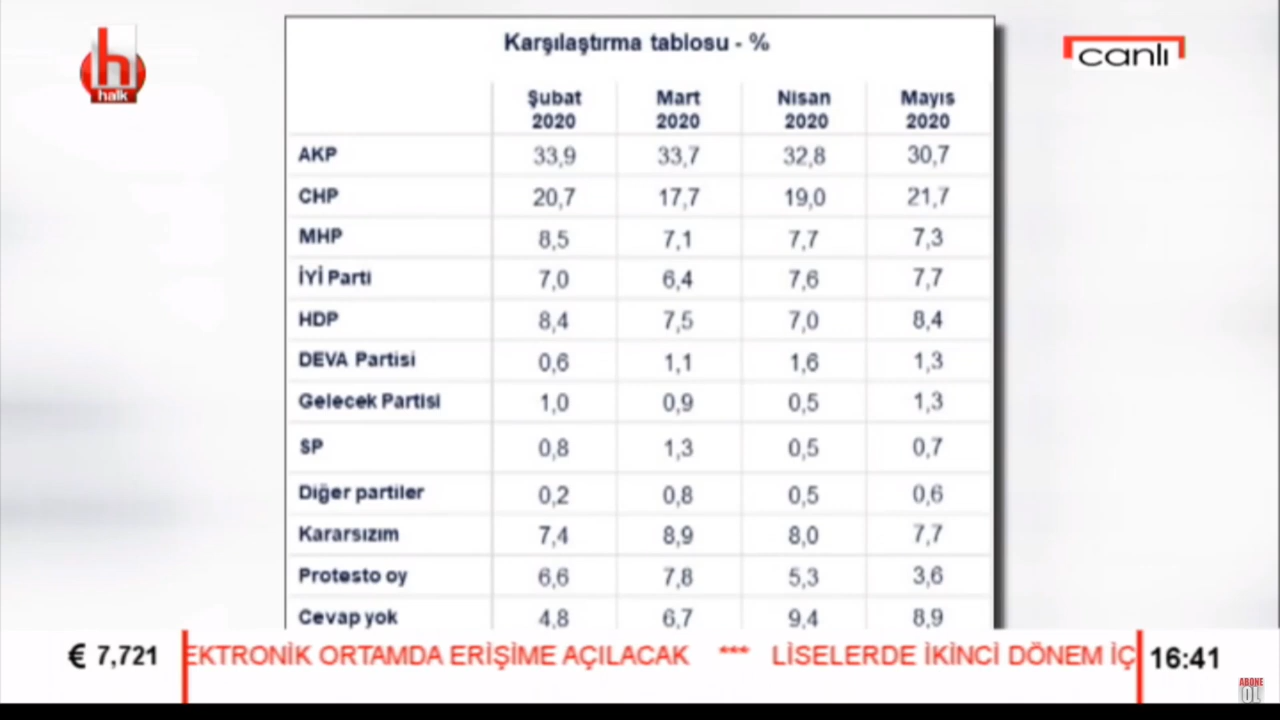 h
halk
canlı
Karşılaştırma tablosu - %
Şubat 2020 Mart 2020 Nisan 2020 Mayıs 2020
AKP 33,9 33,7 32,8 30,7
CHP 20,7 17,7 19,0 21,7
MHP 8,5 7,1 7,7 7,3
İYİ Parti 7,0 6,4 7,6 7,7
HDP 8,4 7,5 7,0 8,4
DEVA Partisi 0,6 1,1 1,6 1,3
Gelecek Partisi 1,0 0,9 0,5 1,3
SP 0,8 1,3 0,5 0,7
Diğer partiler 0,2 0,8 0,5 0,6
Kararsızım 7,4 8,9 8,0 7,7
Protesto oy 6,6 7,8 5,3 3,6
Cevap yok 4,8 6,7 9,4 8,9
€ 7,721 EKTRONİK ORTAMDA ERİŞİME AÇILACAK *** LİSELERDE İKİNCİ DÖNEM İÇ 16:41
ABONE
OL